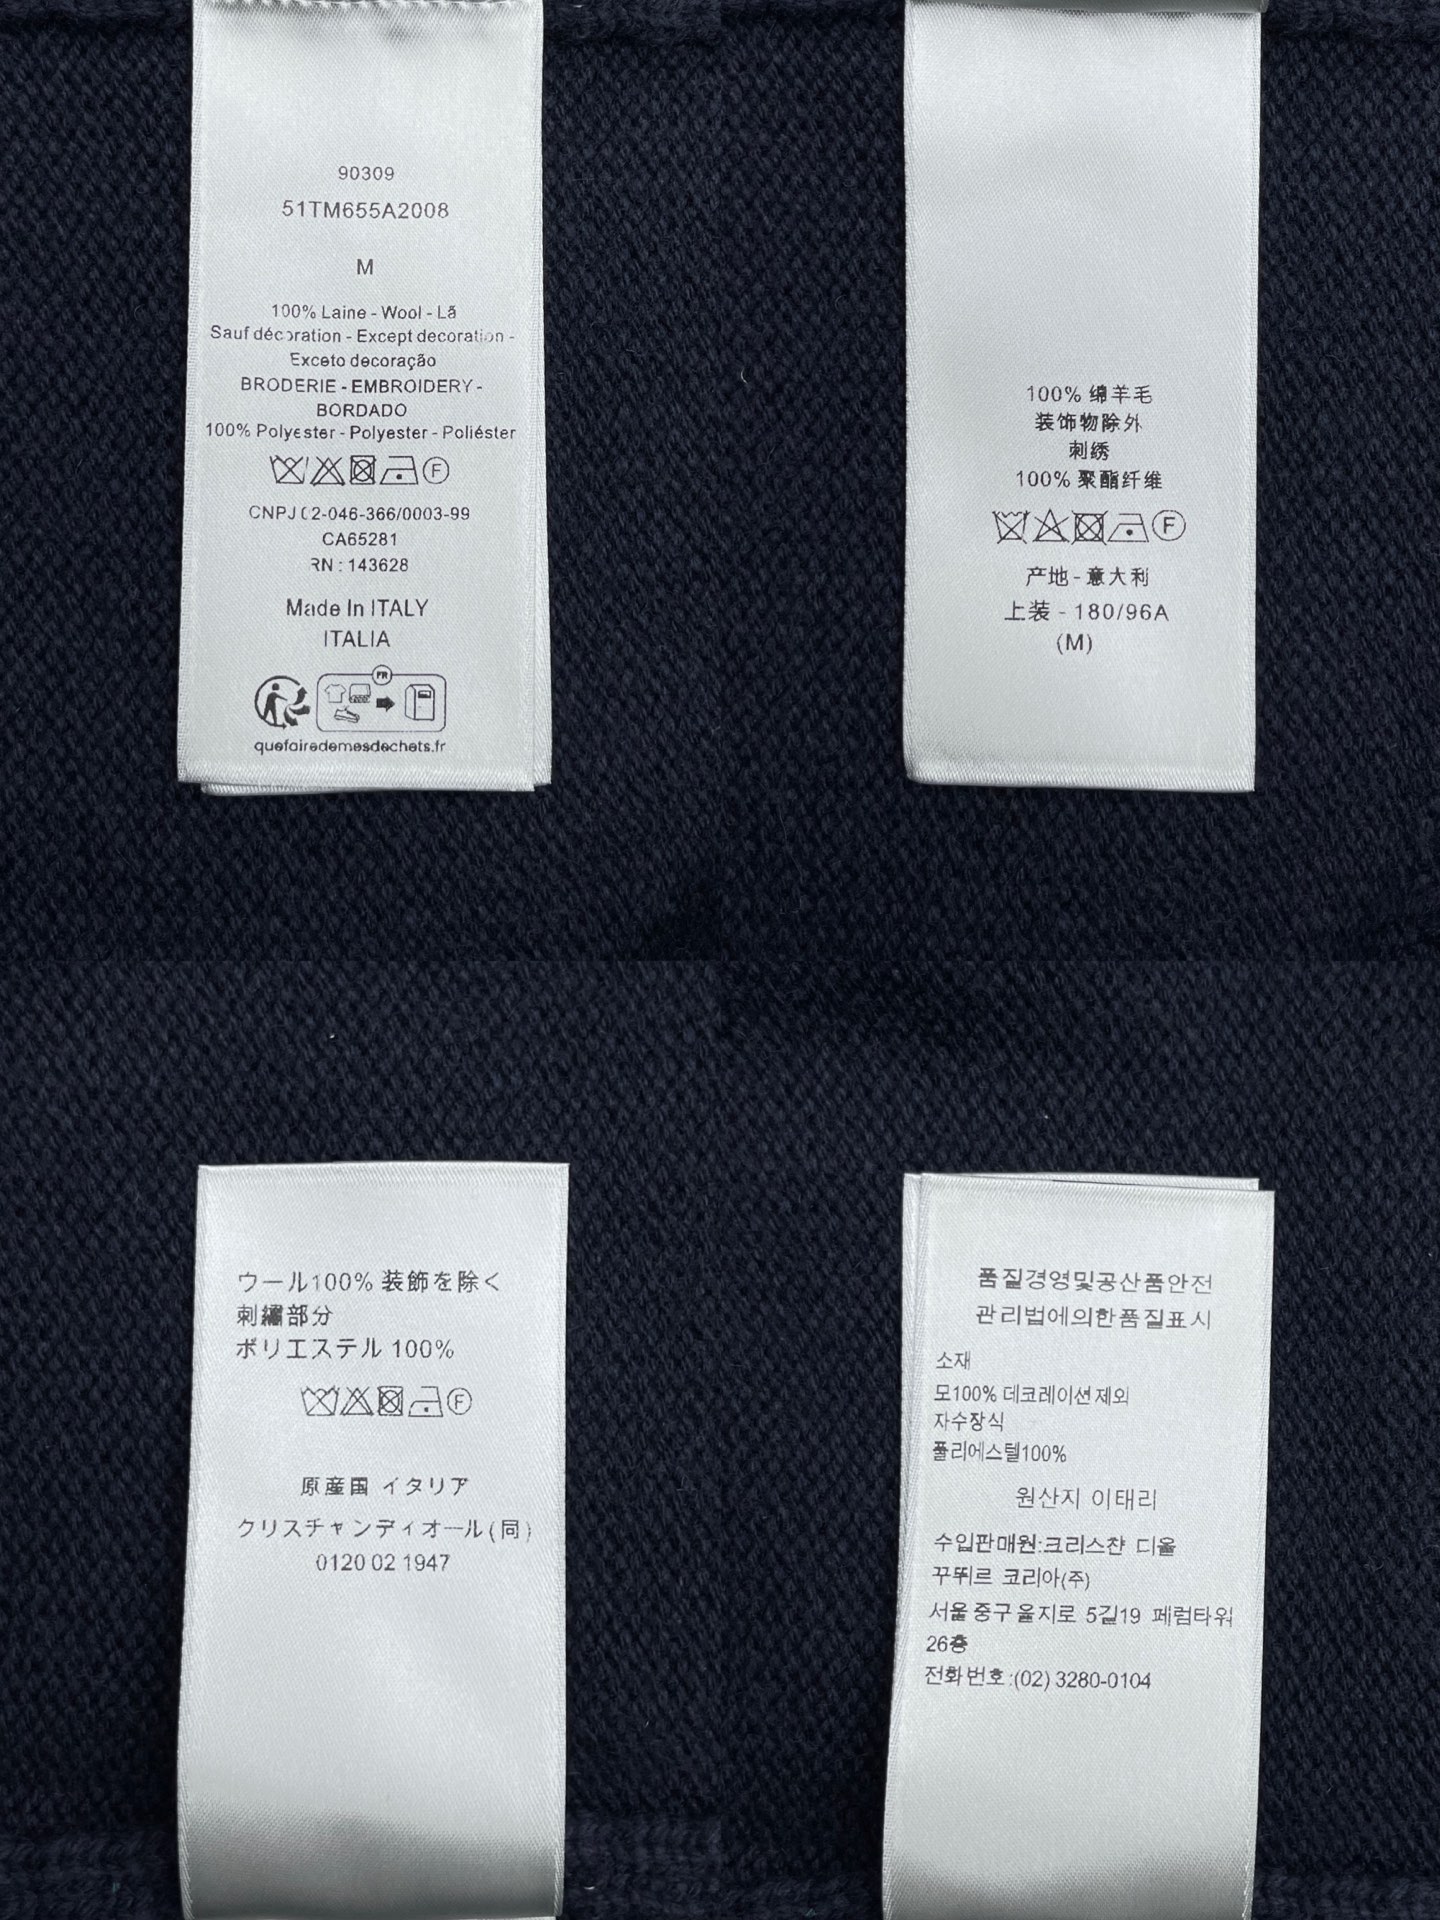 90309
51TM655A2008
M
100% Laine - Wool - Lã
Sauf décoration - Except decoration -
Exceto decoração
BRODERIE - EMBROIDERY -
BORDADO
100% Polyester - Polyester - Poliéster
F
CNPJ 02-046-366/0003-99
CA65281
RN : 143628
Made In ITALY
ITALIA
FR
quefairedemesdechets.fr
100% 绵羊毛
装饰物除外
刺绣
100% 聚酯纤维
F
产地 - 意大利
上装 - 180/96A
(M)
ウール100% 装飾を除く
刺繍部分
ポリエステル 100%
F
原産国 イタリア
クリスチャンディオール(同)
0120 02 1947
품질경영및공산품안전
관리법에의한품질표시
소재
모100% 데코레이션제외
자수장식
폴리에스텔100%
원산지 이태리
수입판매원:크리스챤 디올
꾸뛰르 코리아(주)
서울중구을지로 5길19 페럼타워
26층
전화번호:(02) 3280-0104